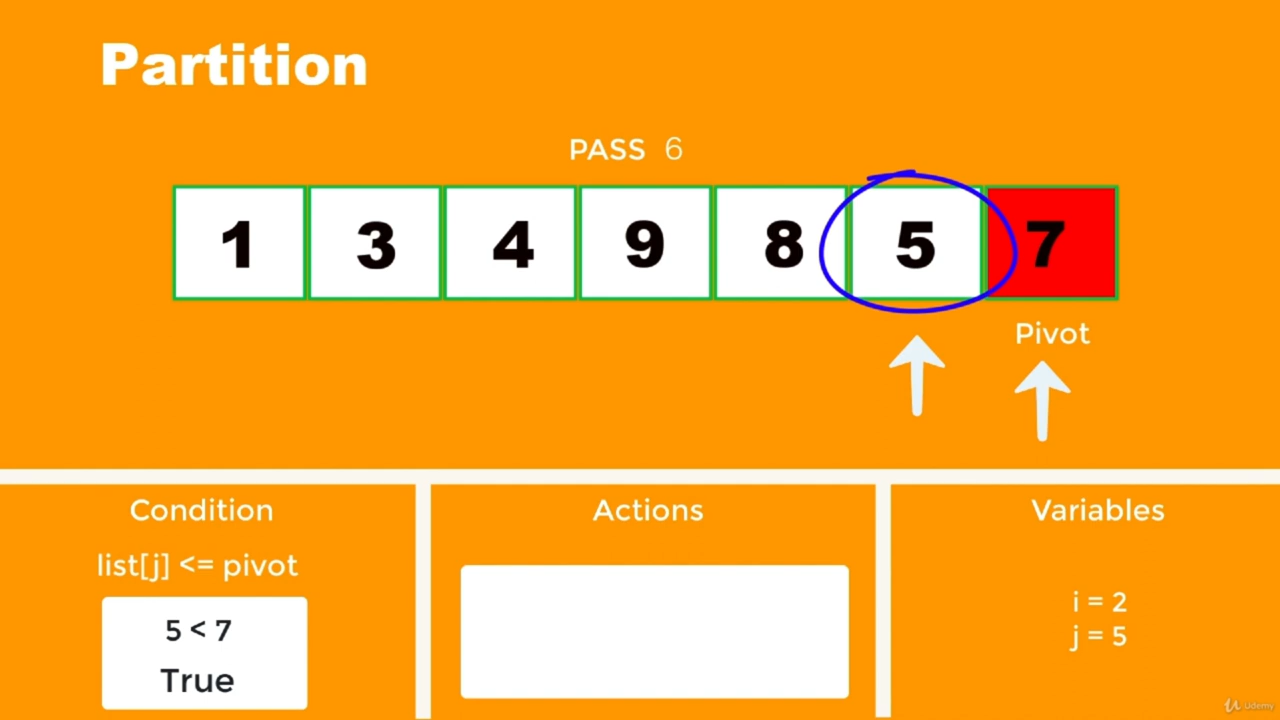 Partition
PASS 6
1 3 4 9 8 5 7
Pivot
Condition
list[j] <= pivot
5 < 7
True
Actions
Variables
i = 2
j = 5
Udemy